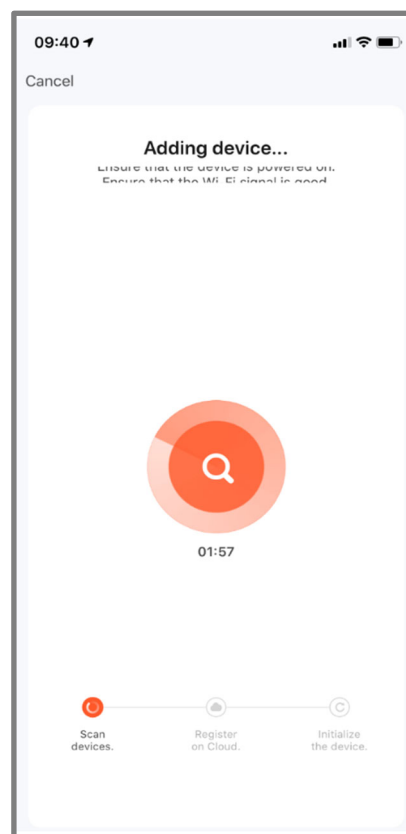 09:40
Cancel
Adding device...
Ensure that the device is powered on.
Ensure that the Wi-Fi signal is good
01:57
Scan
devices.
Register
on Cloud.
Initialize
the device.